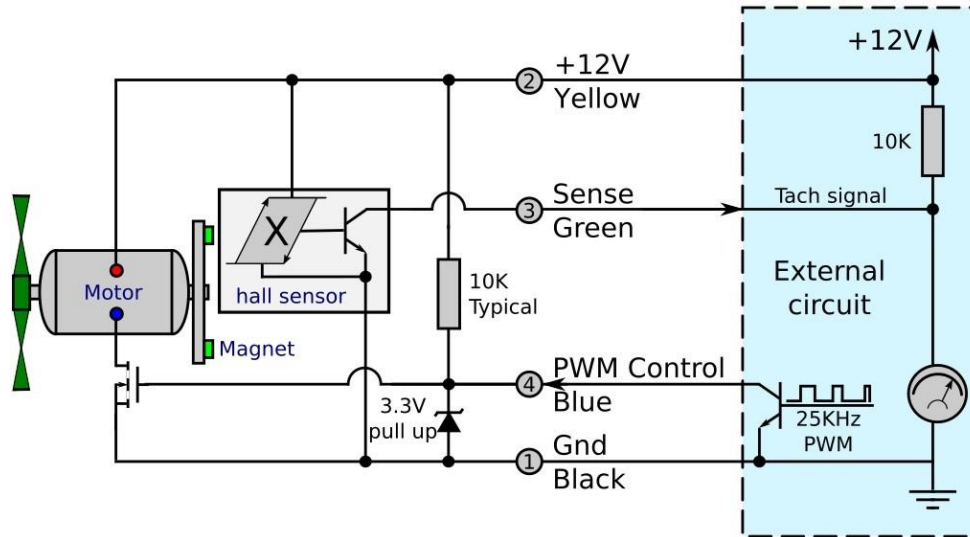 +12V
2
+12V
Yellow
10K
3
Sense
Green
Tach signal
X
hall sensor
Motor
10K
Typical
External
circuit
Magnet
4
PWM Control
Blue
3.3V
pull up
25KHz
PWM
1
Gnd
Black